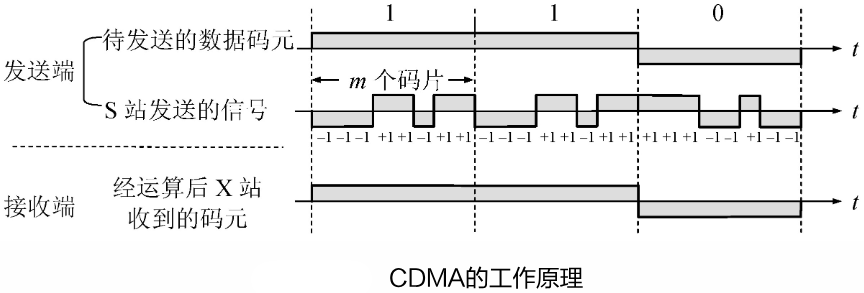 1 1 0
待发送的数据码元 t
发送端
m 个码片
S 站发送的信号 t
−1 −1 −1 +1 +1 −1 +1 +1 −1 −1 −1 +1 +1 −1 +1 +1 +1 +1 +1 −1 −1 +1 −1 −1
经运算后 X 站
接收端 t
收到的码元
CDMA的工作原理